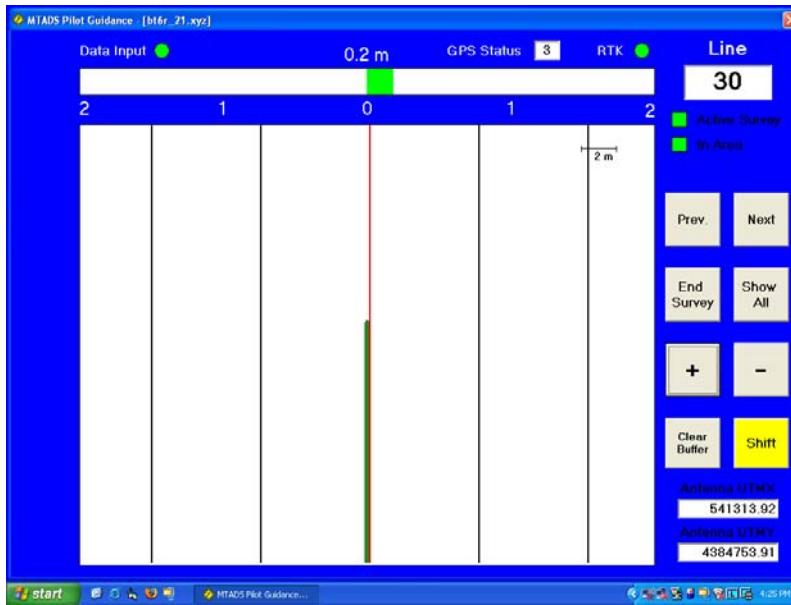 MTADS Pilot Guidance - [bt6r_21.xyz]
Data Input
0.2 m
GPS Status 3
RTK
Line
30
2 1 0 1 2
Active Survey
In Area
2 m
Prev. Next
End Survey
Show All
+ -
Clear Buffer
Shift
Antenna UTMX
541313.92
Antenna UTMY
4384753.91
start
MTADS Pilot Guidance...
4:25 PM